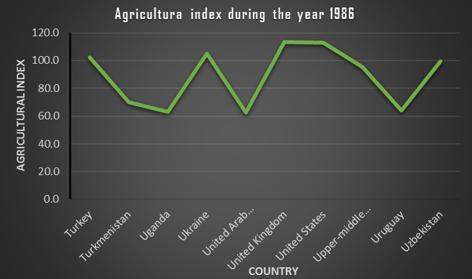 Agricultura index during the year 1986
120.0
100.0
80.0
60.0
40.0
20.0
0.0
AGRICULTURAL INDEX
Turkey
Turkmenistan
Uganda
Ukraine
United Arab...
United Kingdom
United States
Upper-middle...
Uruguay
Uzbekistan
COUNTRY